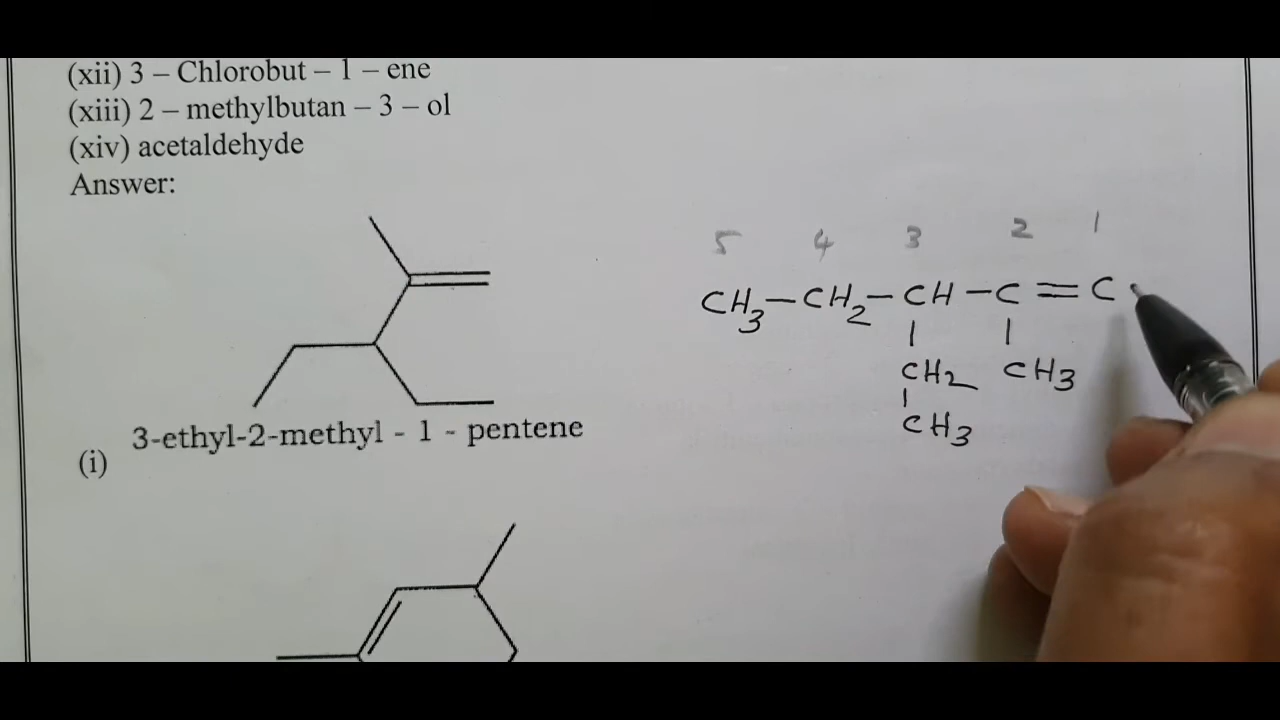 (xii) 3 – Chlorobut – 1 – ene
(xiii) 2 – methylbutan – 3 – ol
(xiv) acetaldehyde
Answer:
5 4 3 2 1
CH3—CH2—CH—C=C
CH2 CH3
CH3
3-ethyl-2-methyl - 1 - pentene
(i)